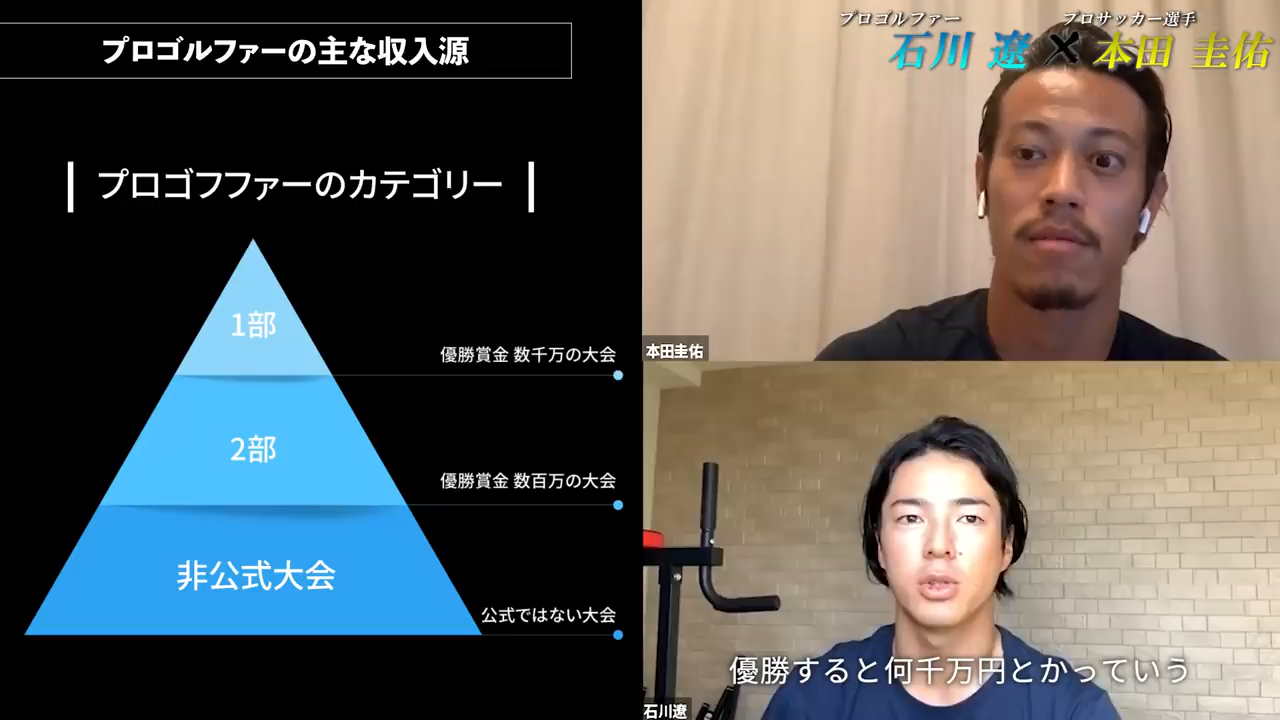 プロゴルファーの主な収入源
プロゴフファーのカテゴリー
1部
優勝賞金 数千万の大会
2部
優勝賞金 数百万の大会
非公式大会
公式ではない大会
プロゴルファー プロサッカー選手
石川 遼 × 本田 圭佑
本田圭佑
優勝すると何千万円とかっていう
石川遼